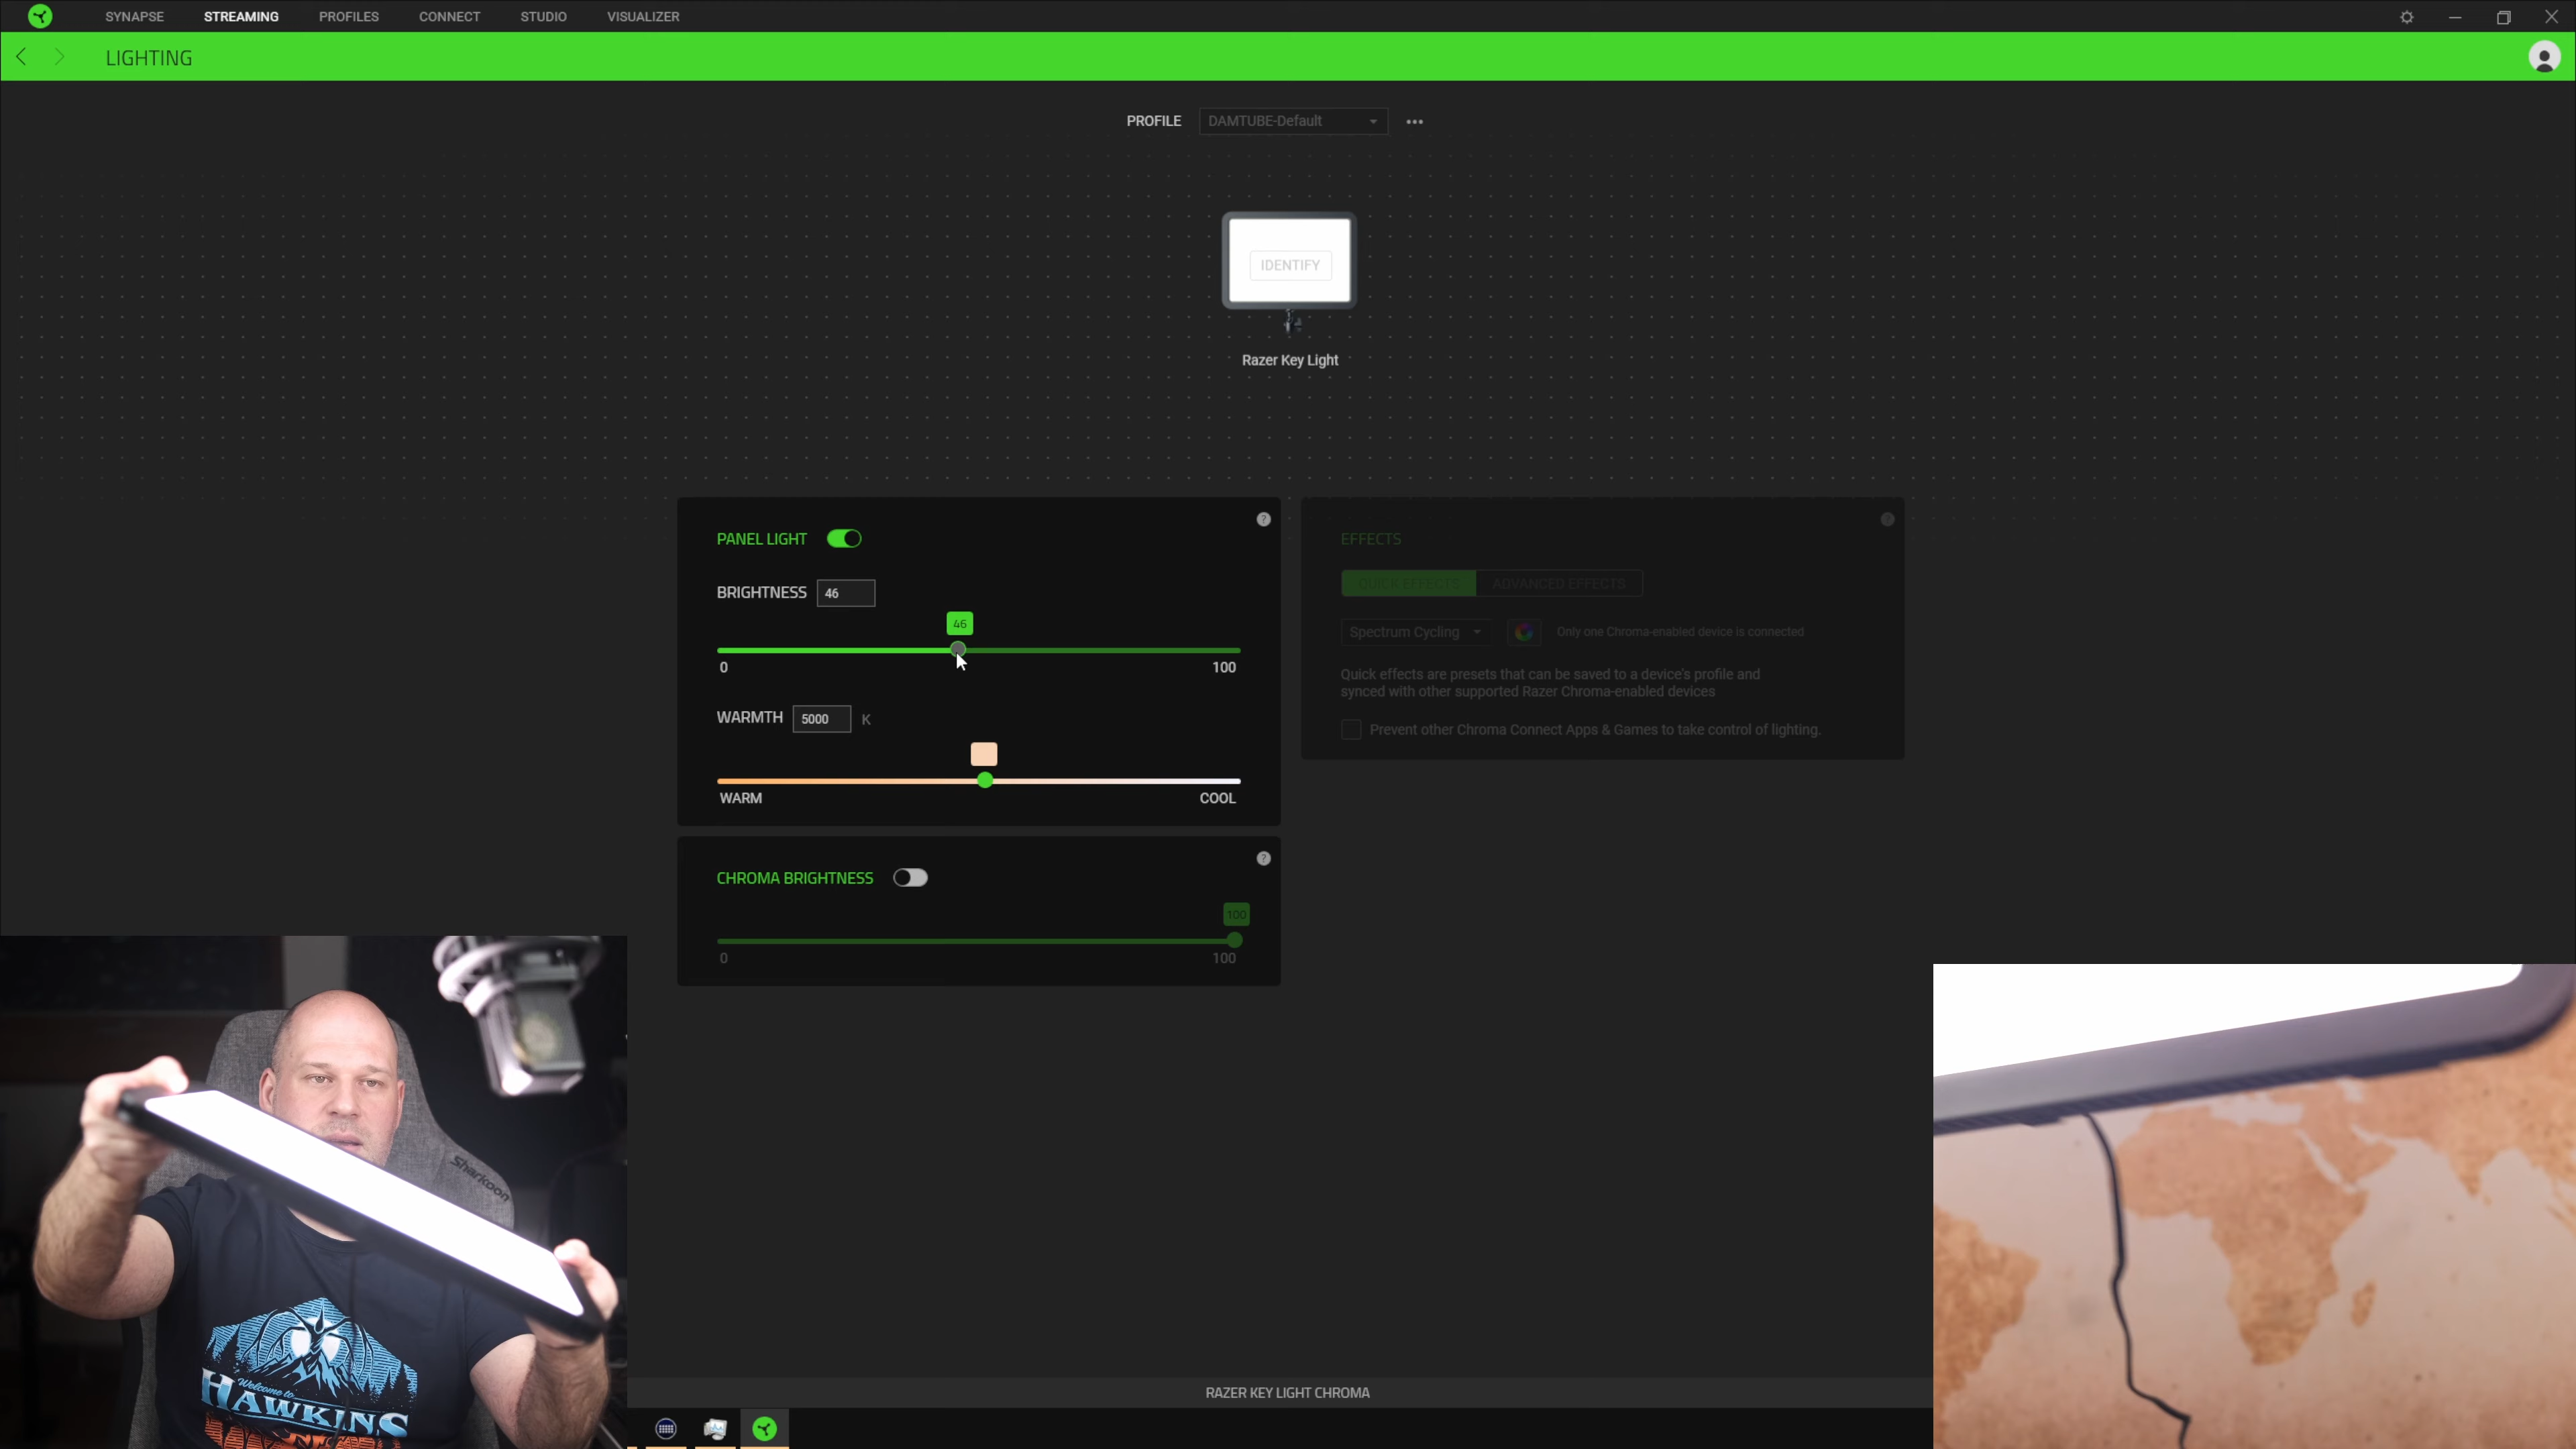 SYNAPSE STREAMING PROFILES CONNECT STUDIO VISUALIZER
LIGHTING
PROFILE DAMTUBE-Default
IDENTIFY
Razer Key Light
PANEL LIGHT
BRIGHTNESS 46
46
0 100
WARMTH 5000 K
WARM COOL
CHROMA BRIGHTNESS
100
0 100
EFFECTS
QUICK EFFECTS ADVANCED EFFECTS
Spectrum Cycling Only one Chroma-enabled device is connected
Quick effects are presets that can be saved to a device's profile and
synced with other supported Razer Chroma-enabled devices
Prevent other Chroma Connect Apps & Games to take control of lighting.
Sharkoon
Welcome to
HAWKINS
RAZER KEY LIGHT CHROMA